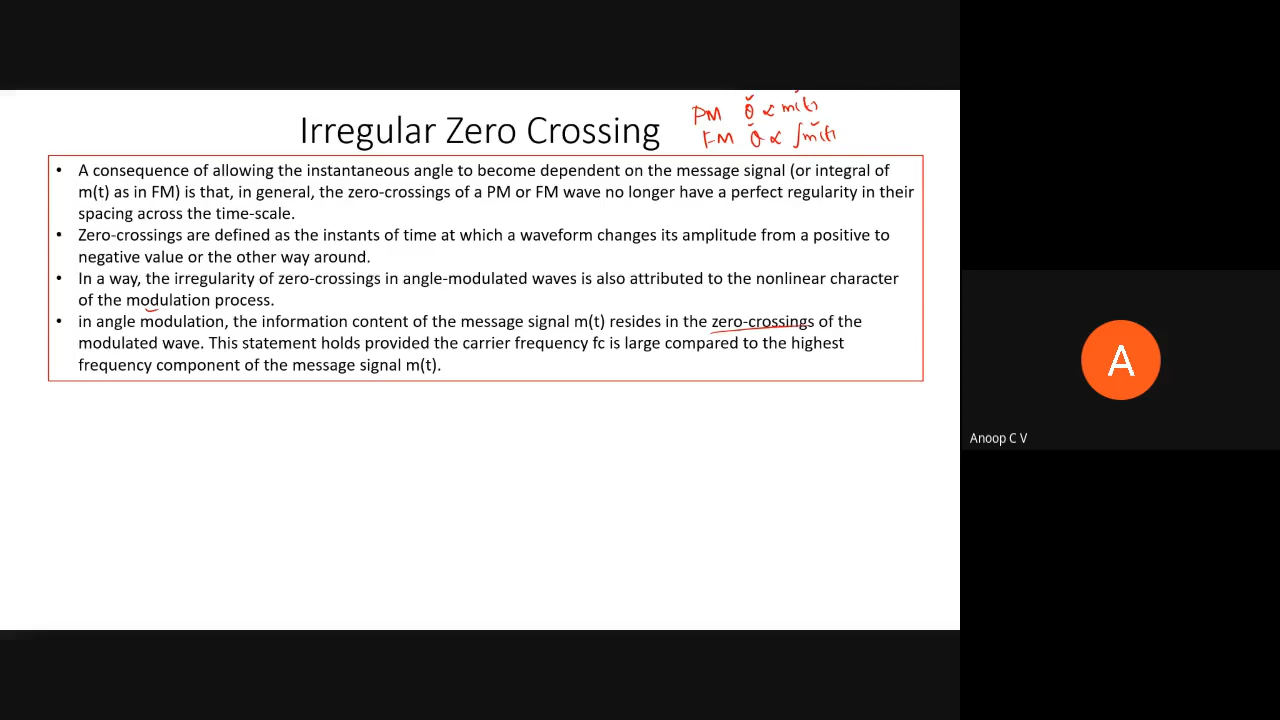 Irregular Zero Crossing
PM θ ∝ m(t)
FM θ ∝ ∫m(t)
• A consequence of allowing the instantaneous angle to become dependent on the message signal (or integral of
m(t) as in FM) is that, in general, the zero-crossings of a PM or FM wave no longer have a perfect regularity in their
spacing across the time-scale.
• Zero-crossings are defined as the instants of time at which a waveform changes its amplitude from a positive to
negative value or the other way around.
• In a way, the irregularity of zero-crossings in angle-modulated waves is also attributed to the nonlinear character
of the modulation process.
• in angle modulation, the information content of the message signal m(t) resides in the zero-crossings of the
modulated wave. This statement holds provided the carrier frequency fc is large compared to the highest
frequency component of the message signal m(t).
A
Anoop C V